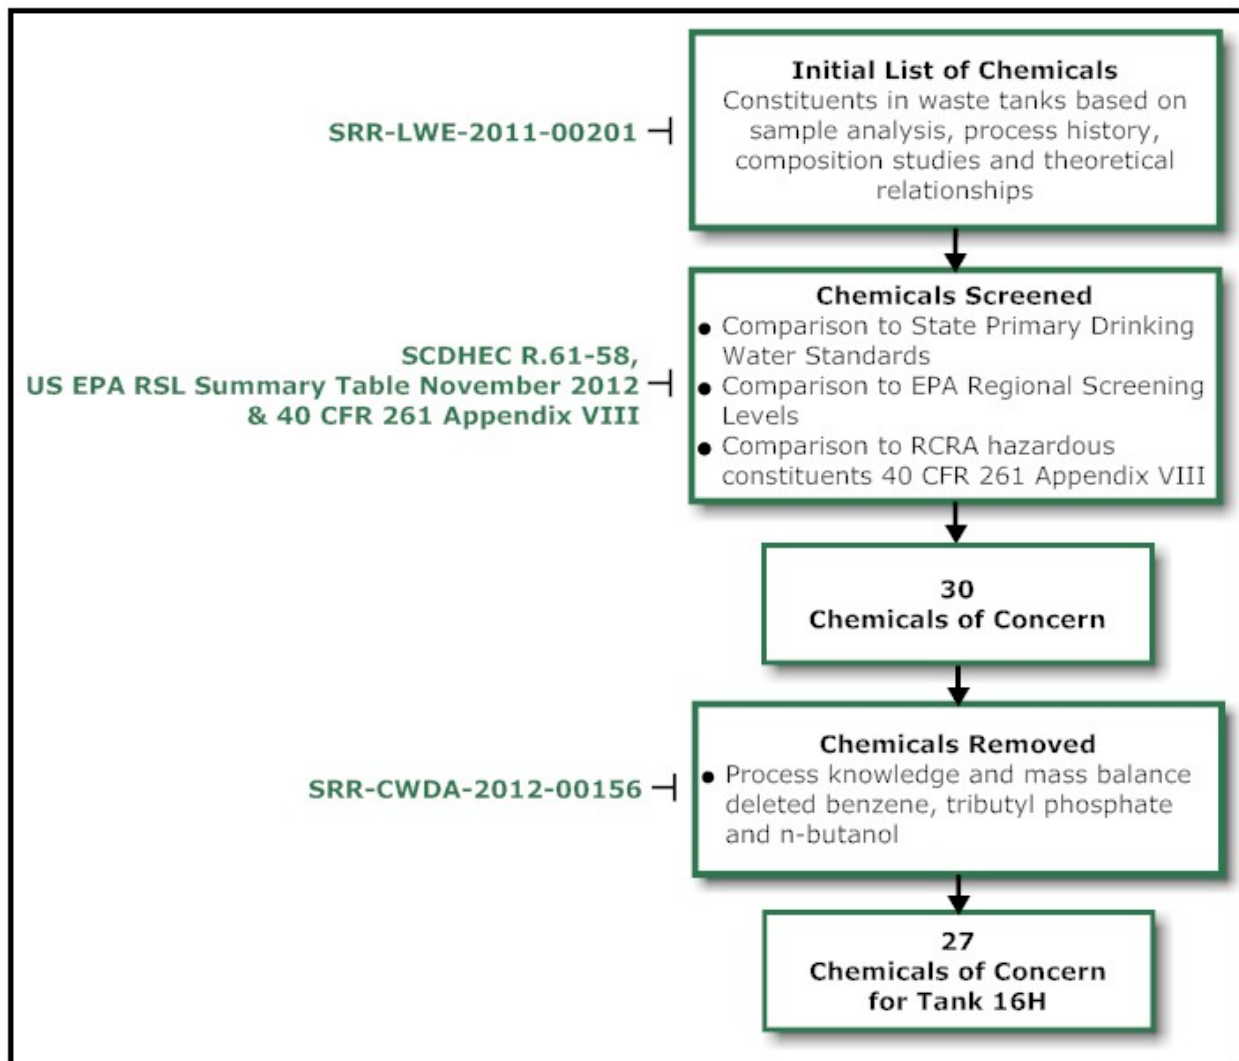 Initial List of Chemicals
Constituents in waste tanks based on
sample analysis, process history,
composition studies and theoretical
relationships
SRR-LWE-2011-00201
Chemicals Screened
• Comparison to State Primary Drinking
Water Standards
• Comparison to EPA Regional Screening
Levels
• Comparison to RCRA hazardous
constituents 40 CFR 261 Appendix VIII
SCDHEC R.61-58,
US EPA RSL Summary Table November 2012
& 40 CFR 261 Appendix VIII
30
Chemicals of Concern
Chemicals Removed
• Process knowledge and mass balance
deleted benzene, tributyl phosphate
and n-butanol
SRR-CWDA-2012-00156
27
Chemicals of Concern
for Tank 16H